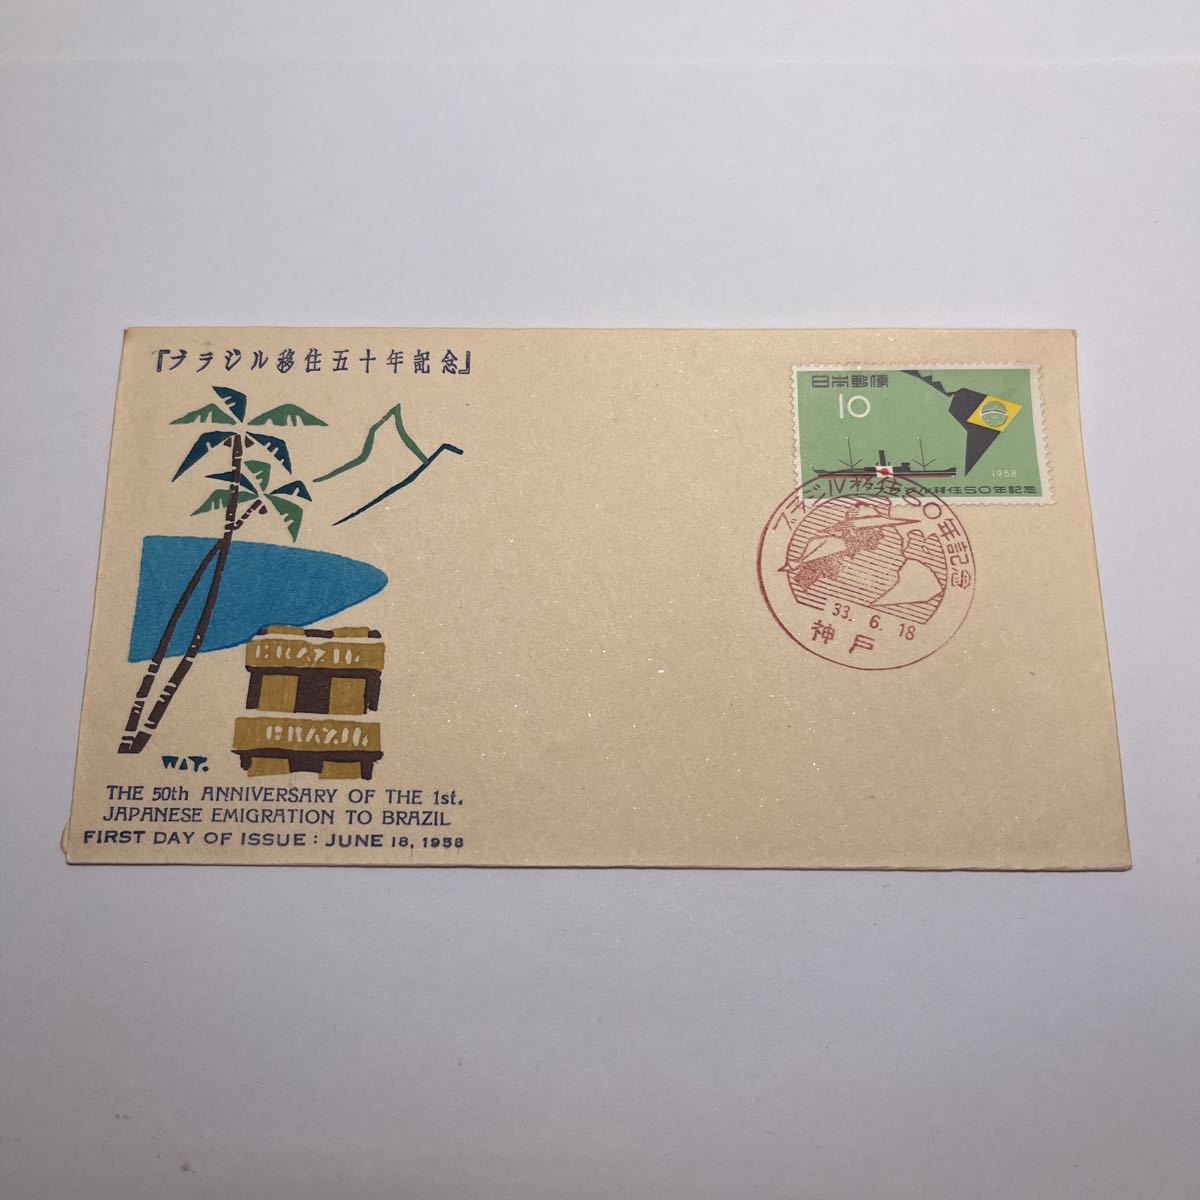 『ブラジル移住五十年記念』
日本郵便
10
1958
ブラジル移住50年記念
ブラジル移住50年記念
33. 6. 18
神戸
BRAZIL
BRAZIL
WAT.
THE 50th ANNIVERSARY OF THE 1st.
JAPANESE EMIGRATION TO BRAZIL
FIRST DAY OF ISSUE : JUNE 18, 1958